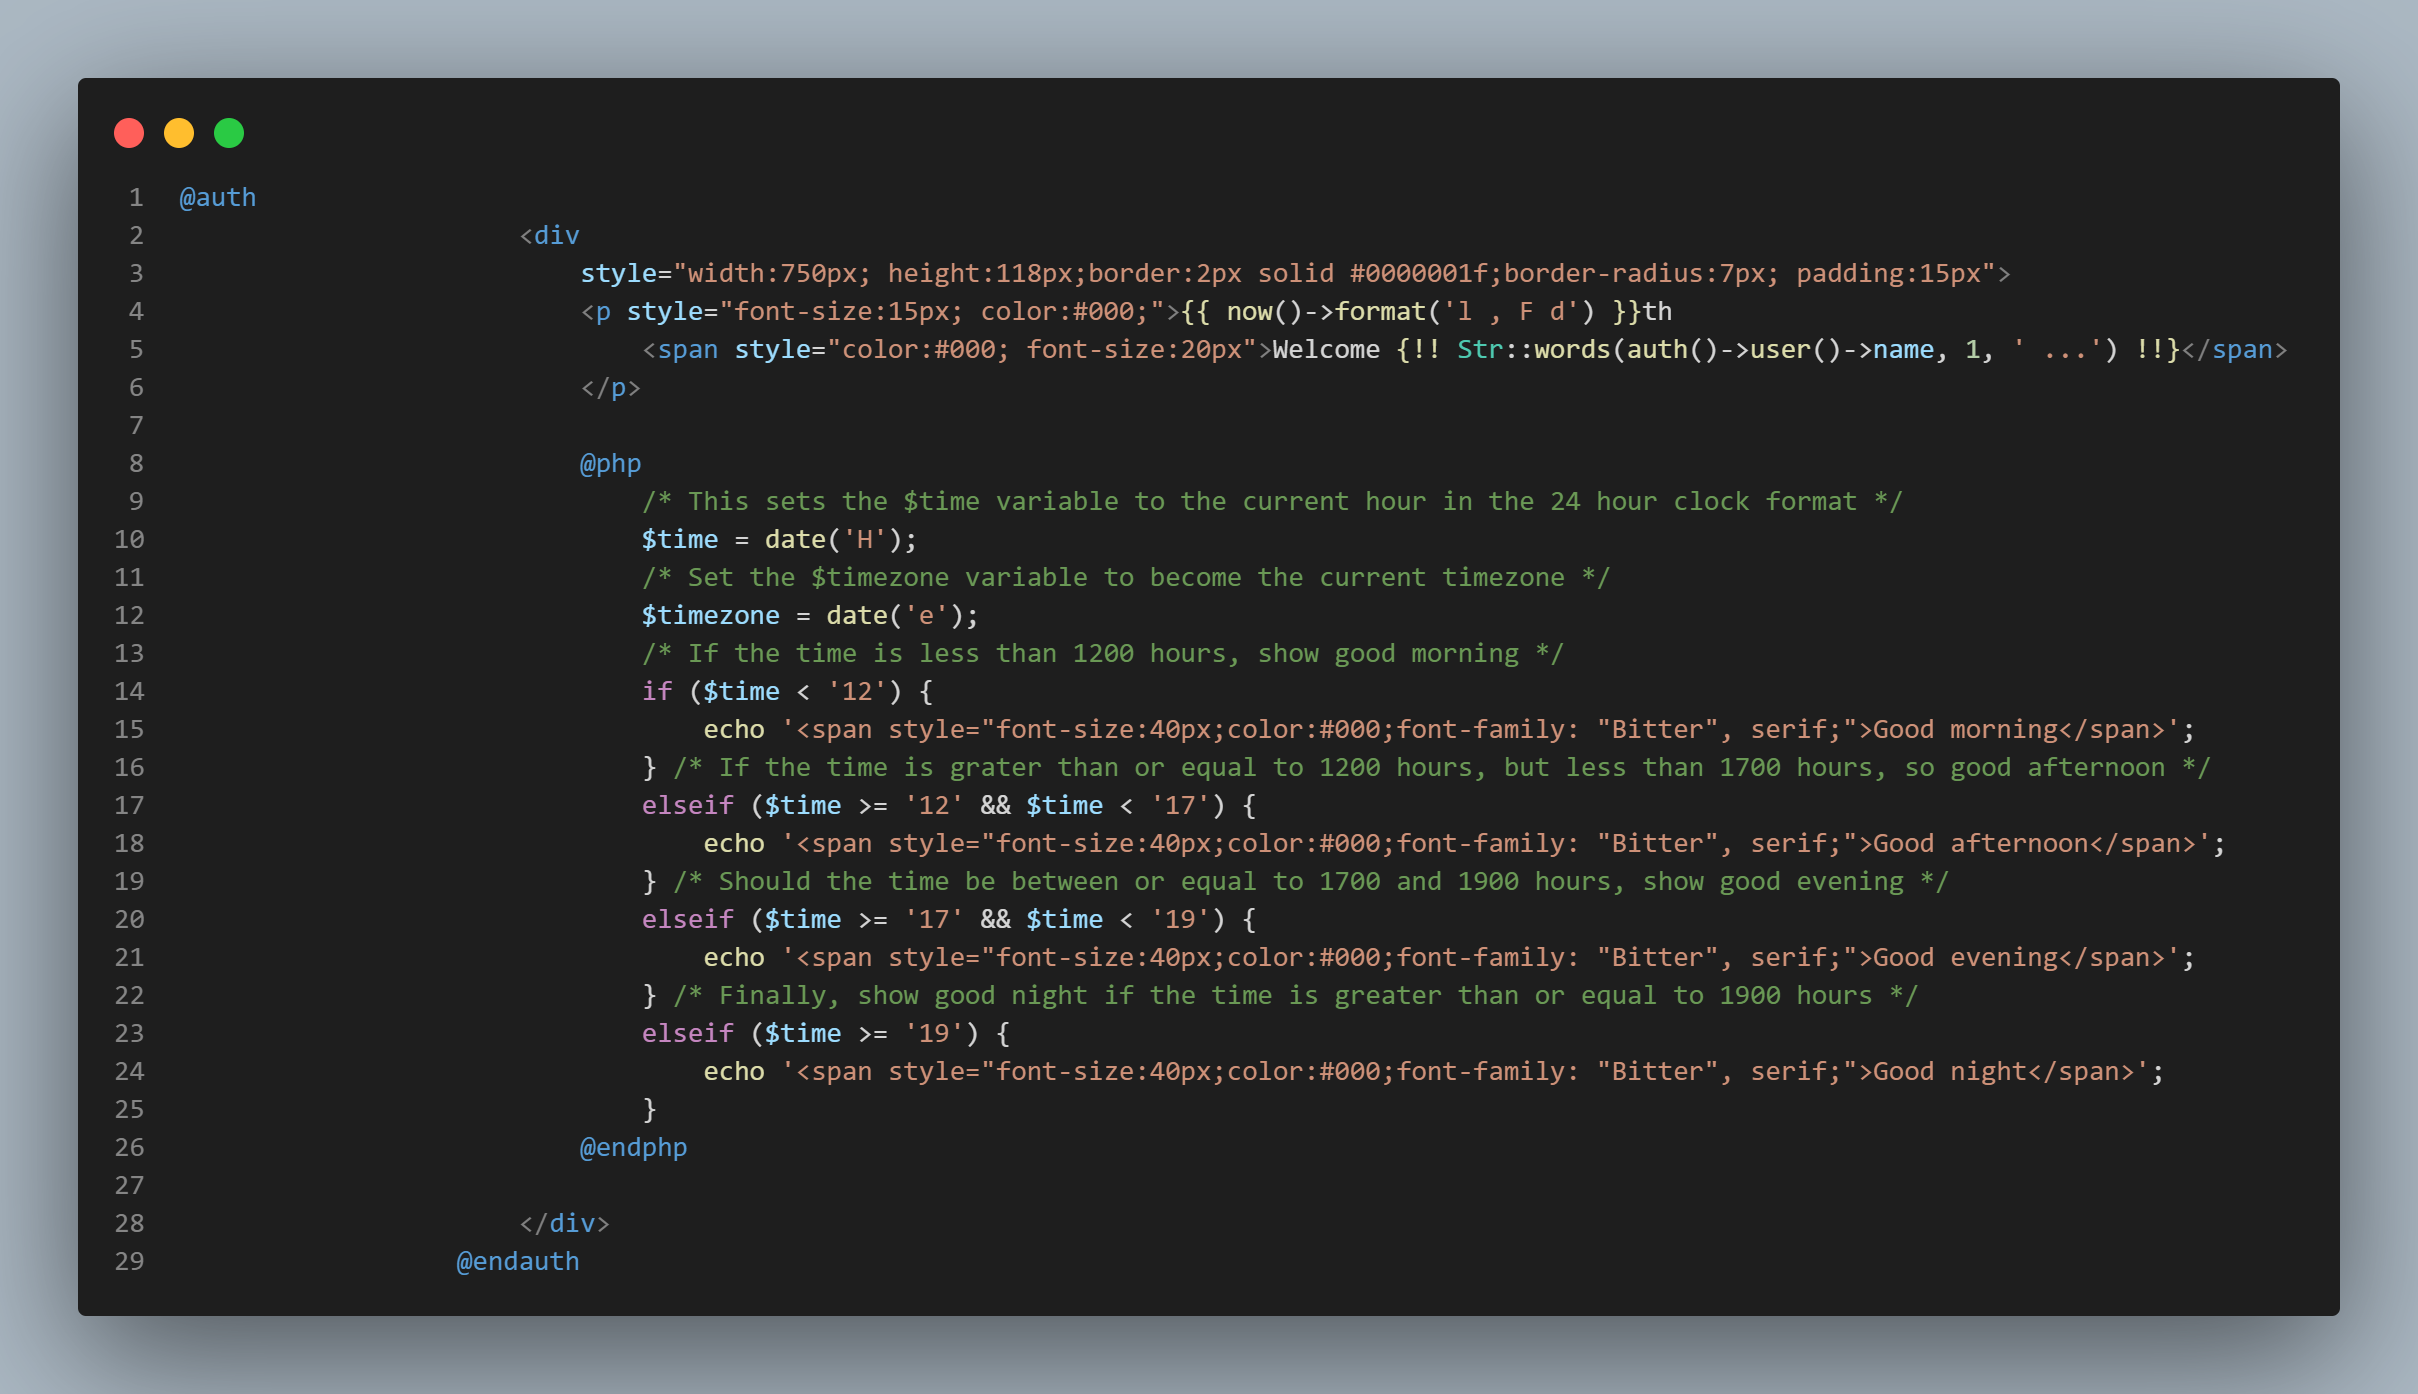 1 @auth
2 <div
3 style="width:750px; height:118px;border:2px solid #0000001f;border-radius:7px; padding:15px">
4 <p style="font-size:15px; color:#000;">{{ now()->format('l , F d') }}th
5 <span style="color:#000; font-size:20px">Welcome {!! Str::words(auth()->user()->name, 1, ' ...') !!}</span>
6 </p>
7
8 @php
9 /* This sets the $time variable to the current hour in the 24 hour clock format */
10 $time = date('H');
11 /* Set the $timezone variable to become the current timezone */
12 $timezone = date('e');
13 /* If the time is less than 1200 hours, show good morning */
14 if ($time < '12') {
15 echo '<span style="font-size:40px;color:#000;font-family: "Bitter", serif;">Good morning</span>';
16 } /* If the time is grater than or equal to 1200 hours, but less than 1700 hours, so good afternoon */
17 elseif ($time >= '12' && $time < '17') {
18 echo '<span style="font-size:40px;color:#000;font-family: "Bitter", serif;">Good afternoon</span>';
19 } /* Should the time be between or equal to 1700 and 1900 hours, show good evening */
20 elseif ($time >= '17' && $time < '19') {
21 echo '<span style="font-size:40px;color:#000;font-family: "Bitter", serif;">Good evening</span>';
22 } /* Finally, show good night if the time is greater than or equal to 1900 hours */
23 elseif ($time >= '19') {
24 echo '<span style="font-size:40px;color:#000;font-family: "Bitter", serif;">Good night</span>';
25 }
26 @endphp
27
28 </div>
29 @endauth